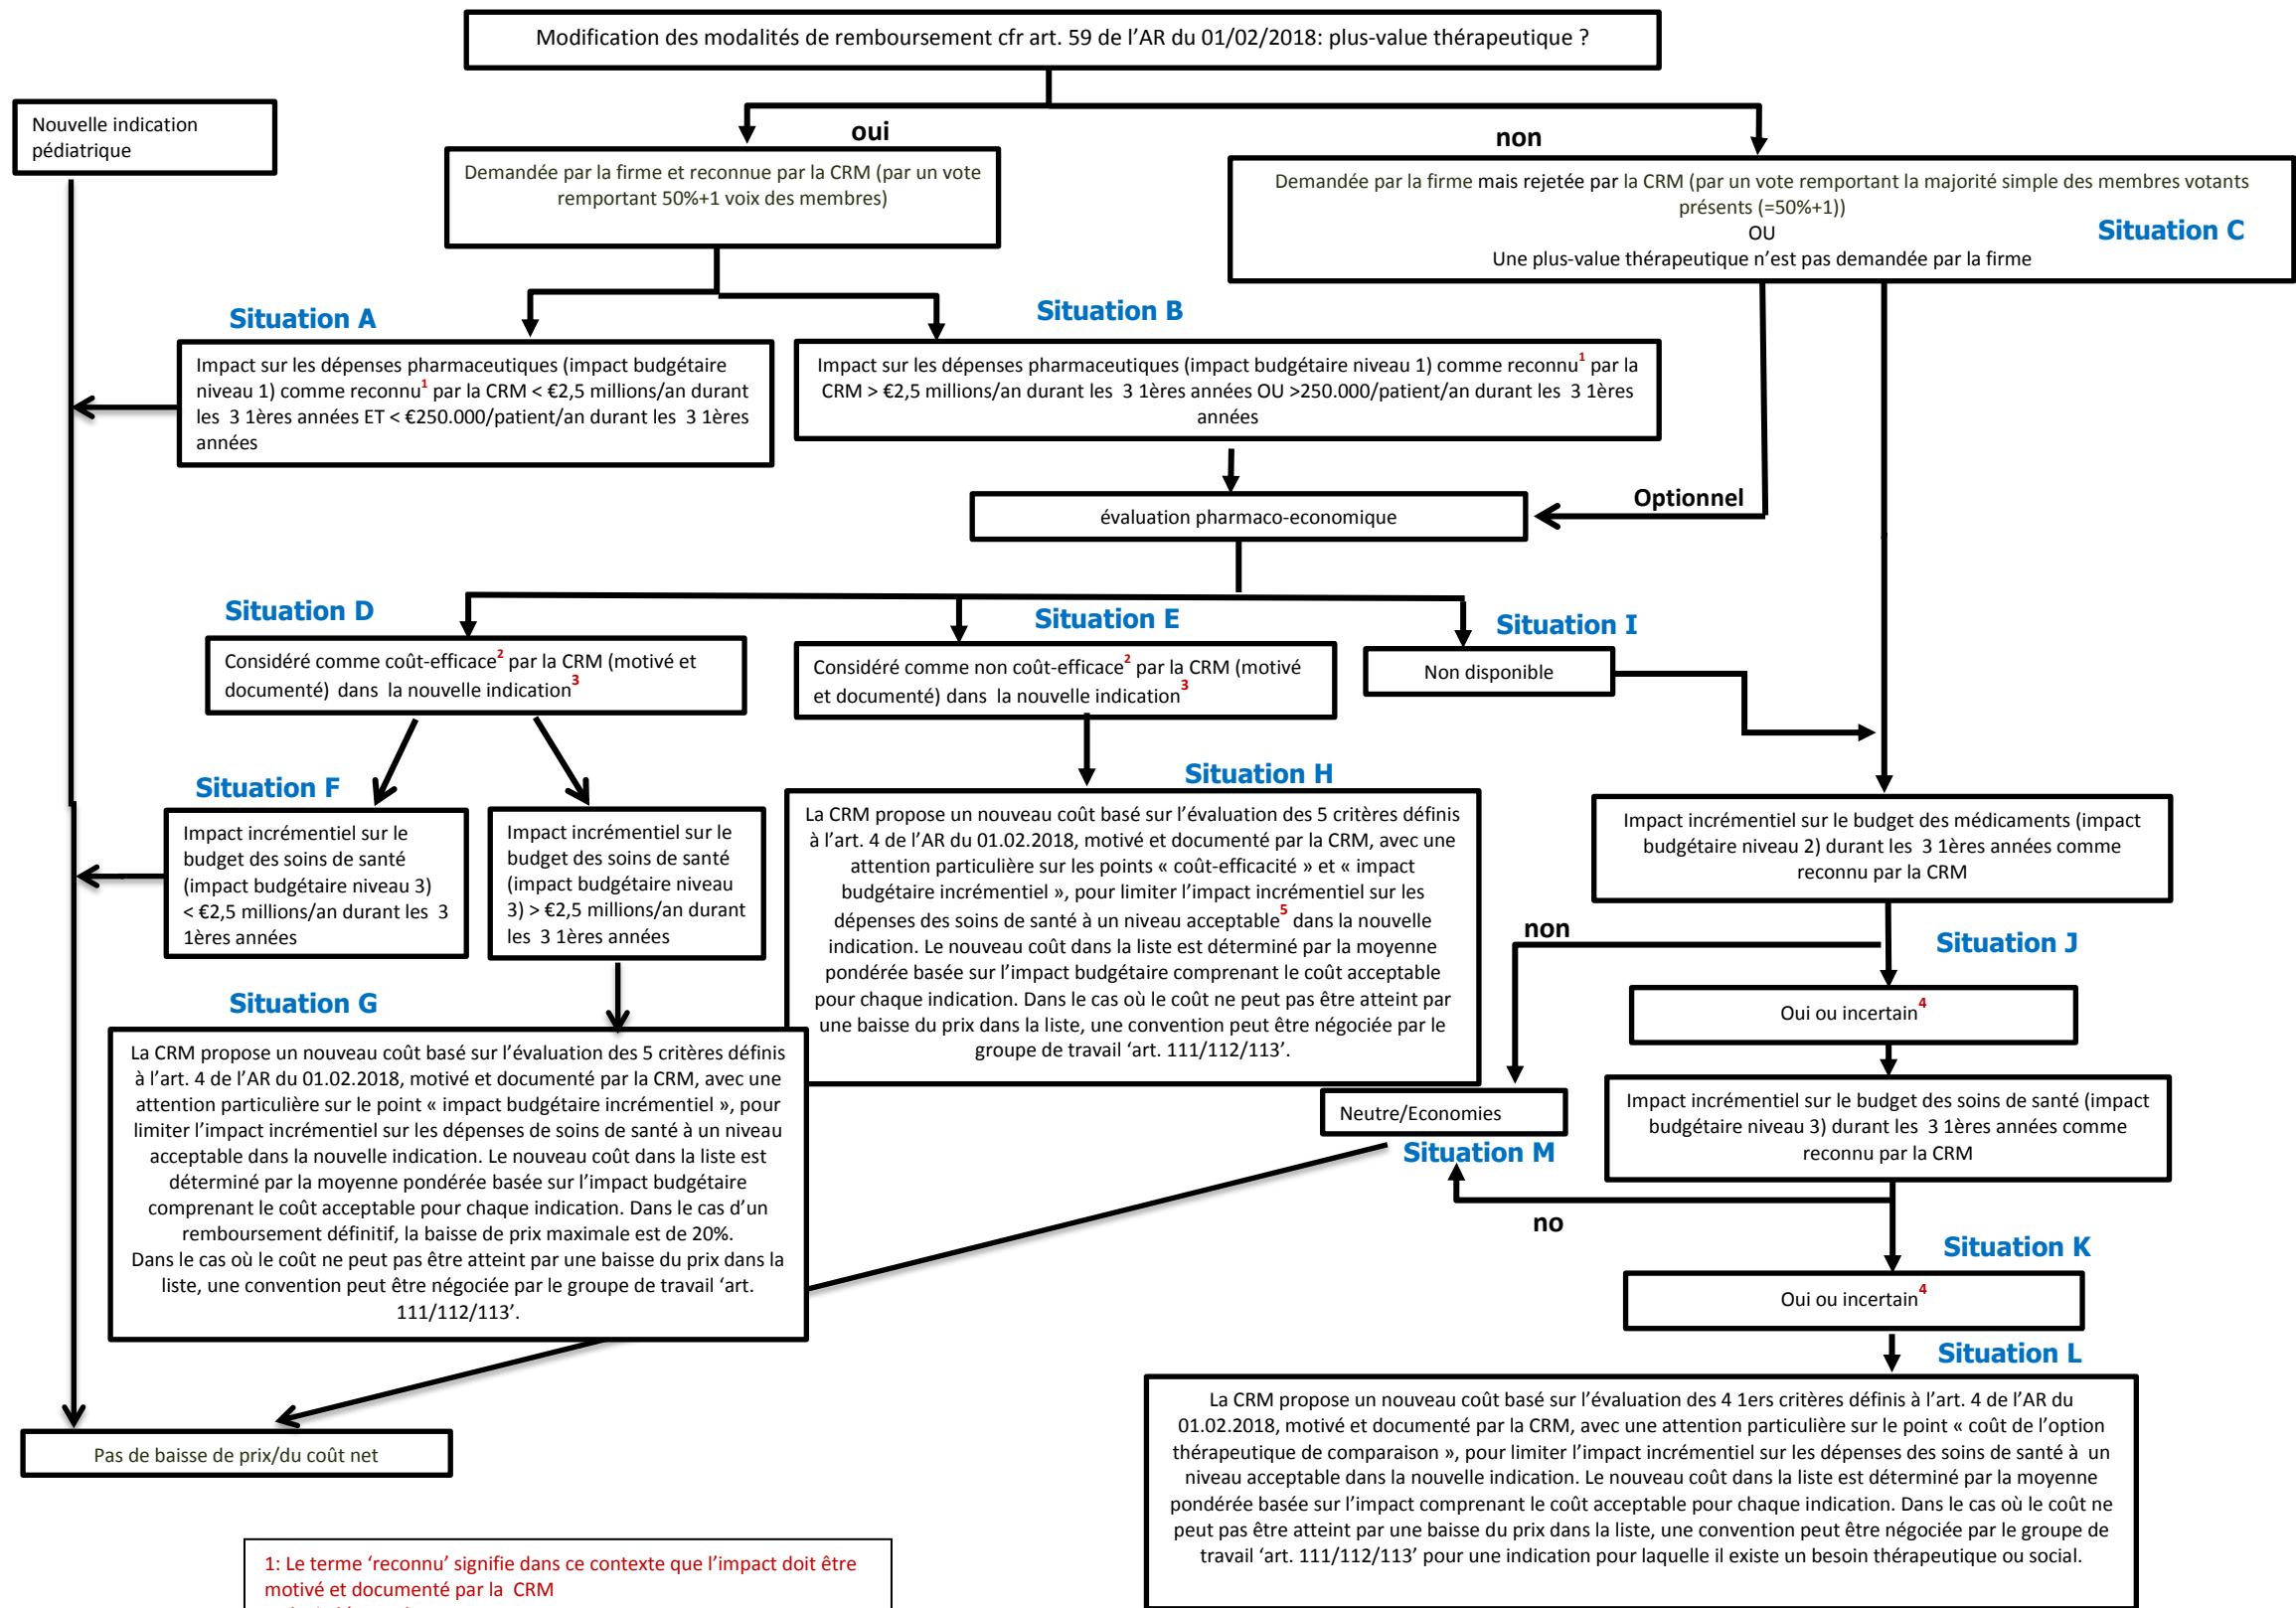 Modification des modalités de remboursement cfr art. 59 de l'AR du 01/02/2018: plus-value thérapeutique ?
Nouvelle indication
pédiatrique
oui
non
Demandée par la firme et reconnue par la CRM (par un vote
remportant 50%+1 voix des membres)
Demandée par la firme mais rejetée par la CRM (par un vote remportant la majorité simple des membres votants
présents (=50%+1))
OU
Situation C
Une plus-value thérapeutique n'est pas demandée par la firme
Situation A
Impact sur les dépenses pharmaceutiques (impact budgétaire
niveau 1) comme reconnu1 par la CRM < €2,5 millions/an durant
les 3 1ères années ET < €250.000/patient/an durant les 3 1ères
années
Situation B
Impact sur les dépenses pharmaceutiques (impact budgétaire niveau 1) comme reconnu1 par la
CRM > €2,5 millions/an durant les 3 1ères années OU >250.000/patient/an durant les 3 1ères
années
Optionnel
évaluation pharmaco-economique
Situation D
Considéré comme coût-efficace2 par la CRM (motivé et
documenté) dans la nouvelle indication3
Situation E
Considéré comme non coût-efficace2 par la CRM (motivé
et documenté) dans la nouvelle indication3
Situation I
Non disponible
Situation F
Impact incrémentiel sur le
budget des soins de santé
(impact budgétaire niveau 3)
< €2,5 millions/an durant les 3
1ères années
Impact incrémentiel sur le
budget des soins de santé
(impact budgétaire niveau
3) > €2,5 millions/an durant
les 3 1ères années
Situation H
La CRM propose un nouveau coût basé sur l'évaluation des 5 critères définis
à l'art. 4 de l'AR du 01.02.2018, motivé et documenté par la CRM, avec une
attention particulière sur les points « coût-efficacité » et « impact
budgétaire incrémentiel », pour limiter l'impact incrémentiel sur les
dépenses des soins de santé à un niveau acceptable5 dans la nouvelle
indication. Le nouveau coût dans la liste est déterminé par la moyenne
pondérée basée sur l'impact budgétaire comprenant le coût acceptable
pour chaque indication. Dans le cas où le coût ne peut pas être atteint par
une baisse du prix dans la liste, une convention peut être négociée par le
groupe de travail 'art. 111/112/113'.
Impact incrémentiel sur le budget des médicaments (impact
budgétaire niveau 2) durant les 3 1ères années comme
reconnu par la CRM
non
Situation J
Oui ou incertain4
Situation G
La CRM propose un nouveau coût basé sur l'évaluation des 5 critères définis
à l'art. 4 de l'AR du 01.02.2018, motivé et documenté par la CRM, avec une
attention particulière sur le point « impact budgétaire incrémentiel », pour
limiter l'impact incrémentiel sur les dépenses de soins de santé à un niveau
acceptable dans la nouvelle indication. Le nouveau coût dans la liste est
déterminé par la moyenne pondérée basée sur l'impact budgétaire
comprenant le coût acceptable pour chaque indication. Dans le cas d'un
remboursement définitif, la baisse de prix maximale est de 20%.
Dans le cas où le coût ne peut pas être atteint par une baisse du prix dans la
liste, une convention peut être négociée par le groupe de travail 'art.
111/112/113'.
Neutre/Economies
Situation M
Impact incrémentiel sur le budget des soins de santé (impact
budgétaire niveau 3) durant les 3 1ères années comme
reconnu par la CRM
no
Situation K
Oui ou incertain4
Situation L
La CRM propose un nouveau coût basé sur l'évaluation des 4 1ers critères définis à l'art. 4 de l'AR du
01.02.2018, motivé et documenté par la CRM, avec une attention particulière sur le point « coût de l'option
thérapeutique de comparaison », pour limiter l'impact incrémentiel sur les dépenses des soins de santé à un
niveau acceptable dans la nouvelle indication. Le nouveau coût dans la liste est déterminé par la moyenne
pondérée basée sur l'impact comprenant le coût acceptable pour chaque indication. Dans le cas où le coût ne
peut pas être atteint par une baisse du prix dans la liste, une convention peut être négociée par le groupe de
travail 'art. 111/112/113' pour une indication pour laquelle il existe un besoin thérapeutique ou social.
Pas de baisse de prix/du coût net
1: Le terme 'reconnu' signifie dans ce contexte que l'impact doit être
motivé et documenté par la CRM